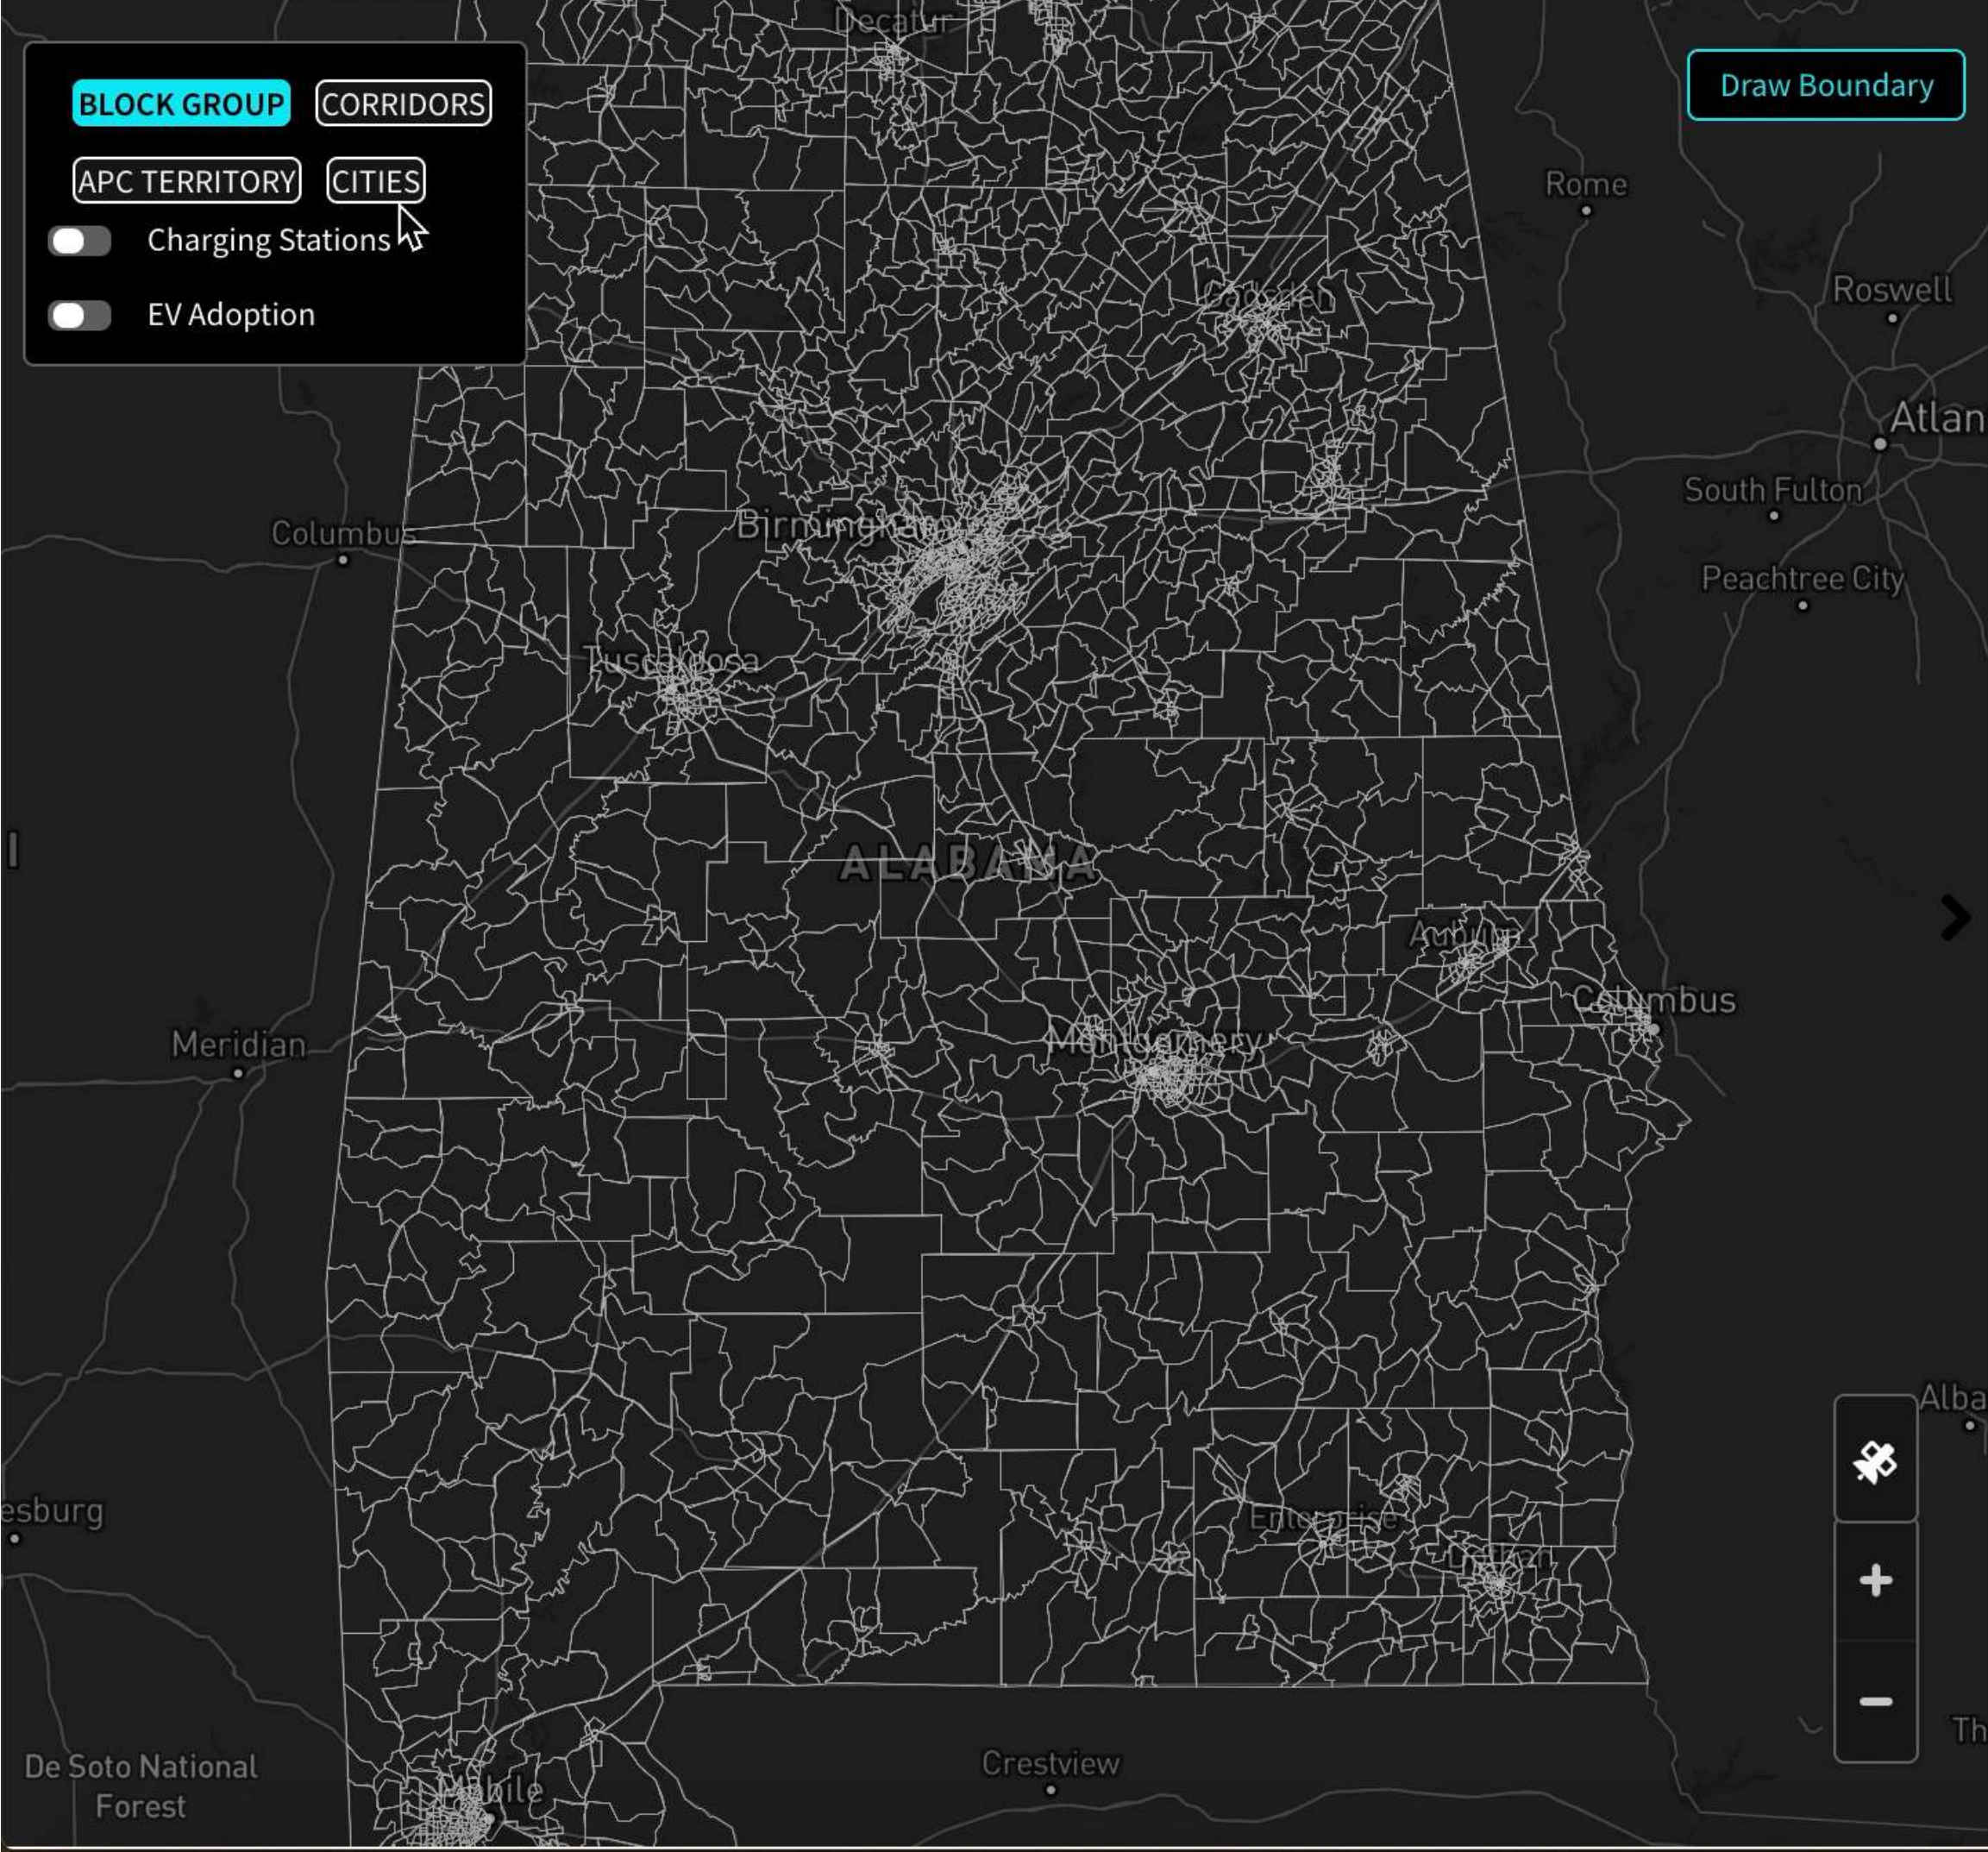 Decatur
BLOCK GROUP
CORRIDORS
Draw Boundary
APC TERRITORY
CITIES
Rome
Charging Stations
EV Adoption
Roswell
Gadsden
Atlan
South Fulton
Birmingham
Columbus
Peachtree City
Tuscaloosa
ALABAMA
Auburn
Columbus
Meridian
Montgomery
Alba
esburg
Enterprise
Dothan
Th
De Soto National
Forest
Crestview
Mobile